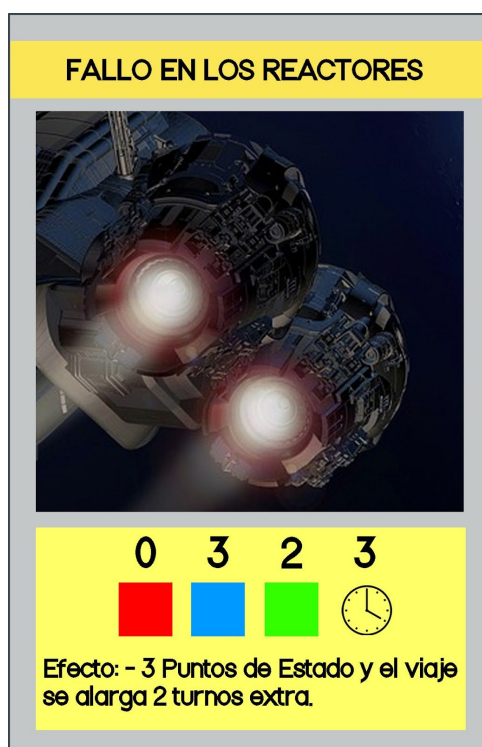 FALLO EN LOS REACTORES
0 3 2 3
Efecto: - 3 Puntos de Estado y el viaje
se alarga 2 turnos extra.